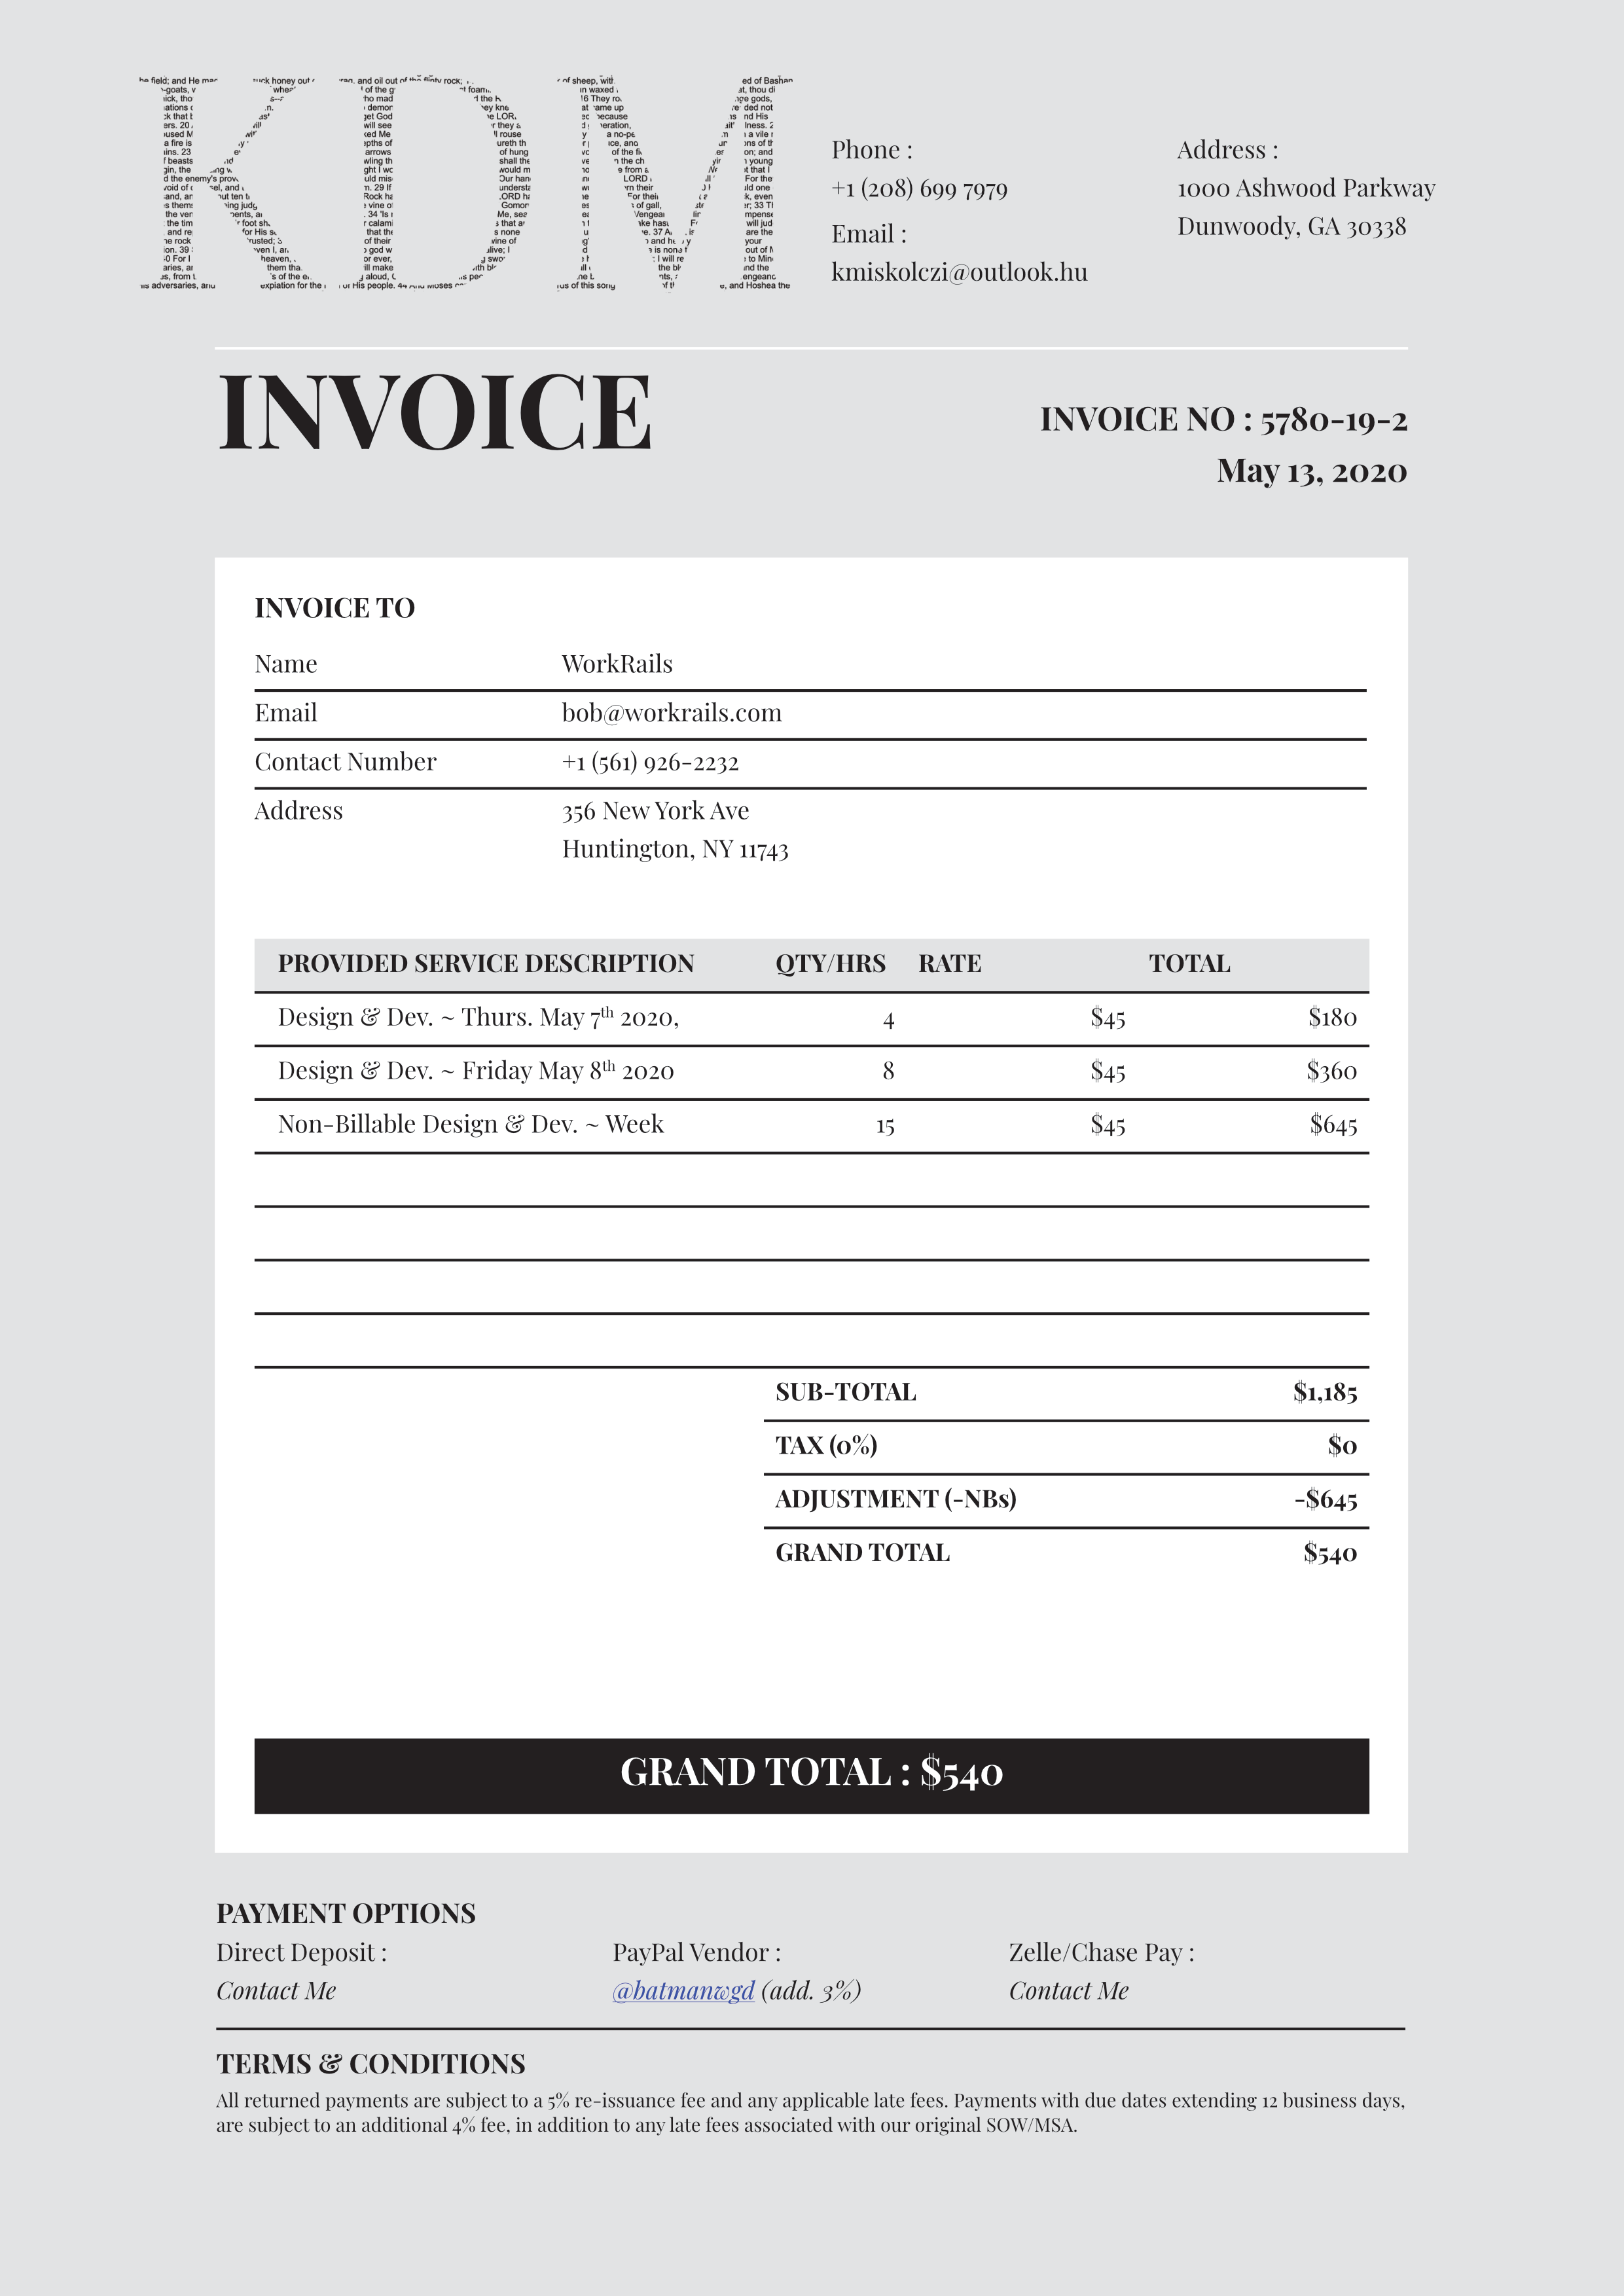 KDM
Phone :
+1 (208) 699 7979
Email :
kmiskolczi@outlook.hu
Address :
1000 Ashwood Parkway
Dunwoody, GA 30338
INVOICE
INVOICE NO : 5780-19-2
May 13, 2020
INVOICE TO
Name WorkRails
Email bob@workrails.com
Contact Number +1 (561) 926-2232
Address 356 New York Ave
Huntington, NY 11743
PROVIDED SERVICE DESCRIPTION QTY/HRS RATE TOTAL
Design & Dev. ~ Thurs. May 7th 2020, 4 $45 $180
Design & Dev. ~ Friday May 8th 2020 8 $45 $360
Non-Billable Design & Dev. ~ Week 15 $45 $645
SUB-TOTAL $1,185
TAX (0%) $0
ADJUSTMENT (-NBs) -$645
GRAND TOTAL $540
GRAND TOTAL : $540
PAYMENT OPTIONS
Direct Deposit : PayPal Vendor : Zelle/Chase Pay :
Contact Me @batmanwgd (add. 3%) Contact Me
TERMS & CONDITIONS
All returned payments are subject to a 5% re-issuance fee and any applicable late fees. Payments with due dates extending 12 business days,
are subject to an additional 4% fee, in addition to any late fees associated with our original SOW/MSA.